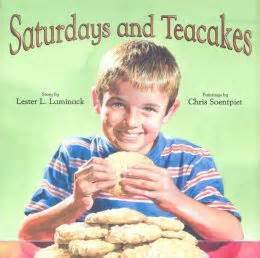 Saturdays and Teacakes
Story by
Lester L. Laminack
Paintings by
Chris Soentpiet